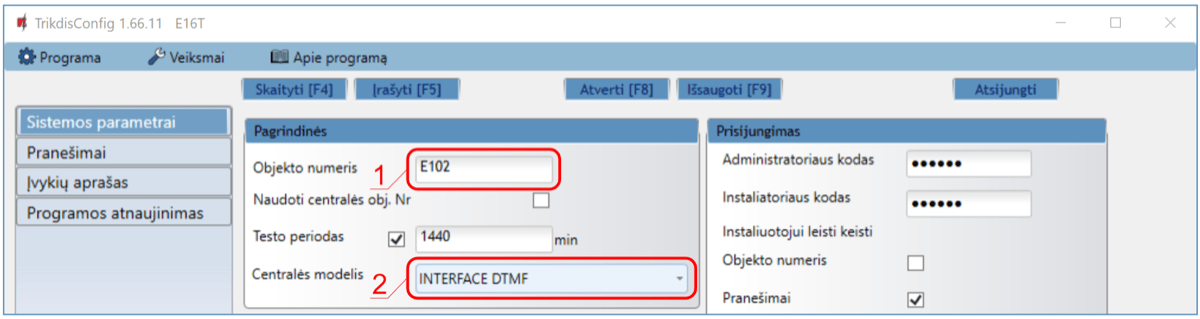 TrikdisConfig 1.66.11 E16T
Programa Veiksmai Apie programą
Skaityti [F4] Įrašyti [F5] Atverti [F8] Išsaugoti [F9] Atsijungti
Sistemos parametrai
Pranešimai
Įvykių aprašas
Programos atnaujinimas
Pagrindinės
Objekto numeris 1 E102
Naudoti centralės obj. Nr
Testo periodas 1440 min
Centralės modelis 2 INTERFACE DTMF
Prisijungimas
Administratoriaus kodas ●●●●●●
Instaliatoriaus kodas ●●●●●●
Instaliuotojui leisti keisti
Objekto numeris
Pranešimai